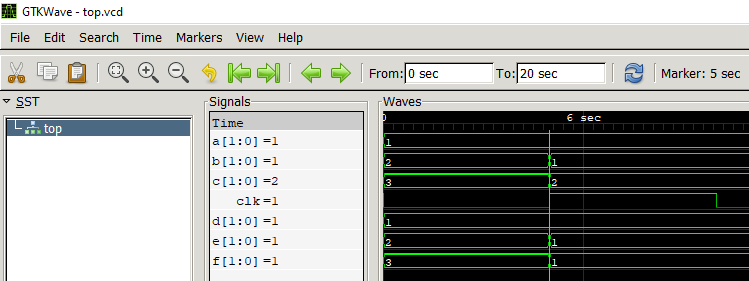 GTKWave - top.vcd
File Edit Search Time Markers View Help
From: 0 sec To: 20 sec Marker: 5 sec
SST
top
Signals
Time
a[1:0] =1
b[1:0] =1
c[1:0] =2
clk =1
d[1:0] =1
e[1:0] =1
f[1:0] =1
Waves
0 6 sec
1
2 1
3 2
1
2 1
3 1